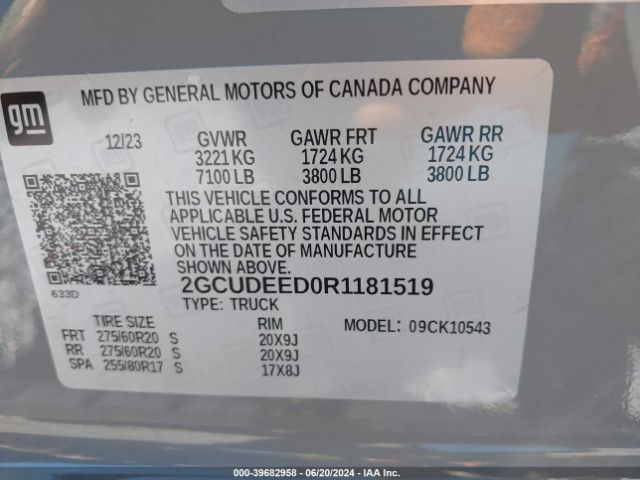 gm
MFD BY GENERAL MOTORS OF CANADA COMPANY
12/23 GVWR GAWR FRT GAWR RR
3221 KG 1724 KG 1724 KG
7100 LB 3800 LB 3800 LB
THIS VEHICLE CONFORMS TO ALL
APPLICABLE U.S. FEDERAL MOTOR
VEHICLE SAFETY STANDARDS IN EFFECT
ON THE DATE OF MANUFACTURE
SHOWN ABOVE.
633D
2GCUDEED0R1181519
TYPE: TRUCK
TIRE SIZE RIM MODEL: 09CK10543
FRT 275/60R20 S 20X9J
RR 275/60R20 S 20X9J
SPA 255/80R17 S 17X8J
000-39682958 - 06/20/2024 - IAA Inc.